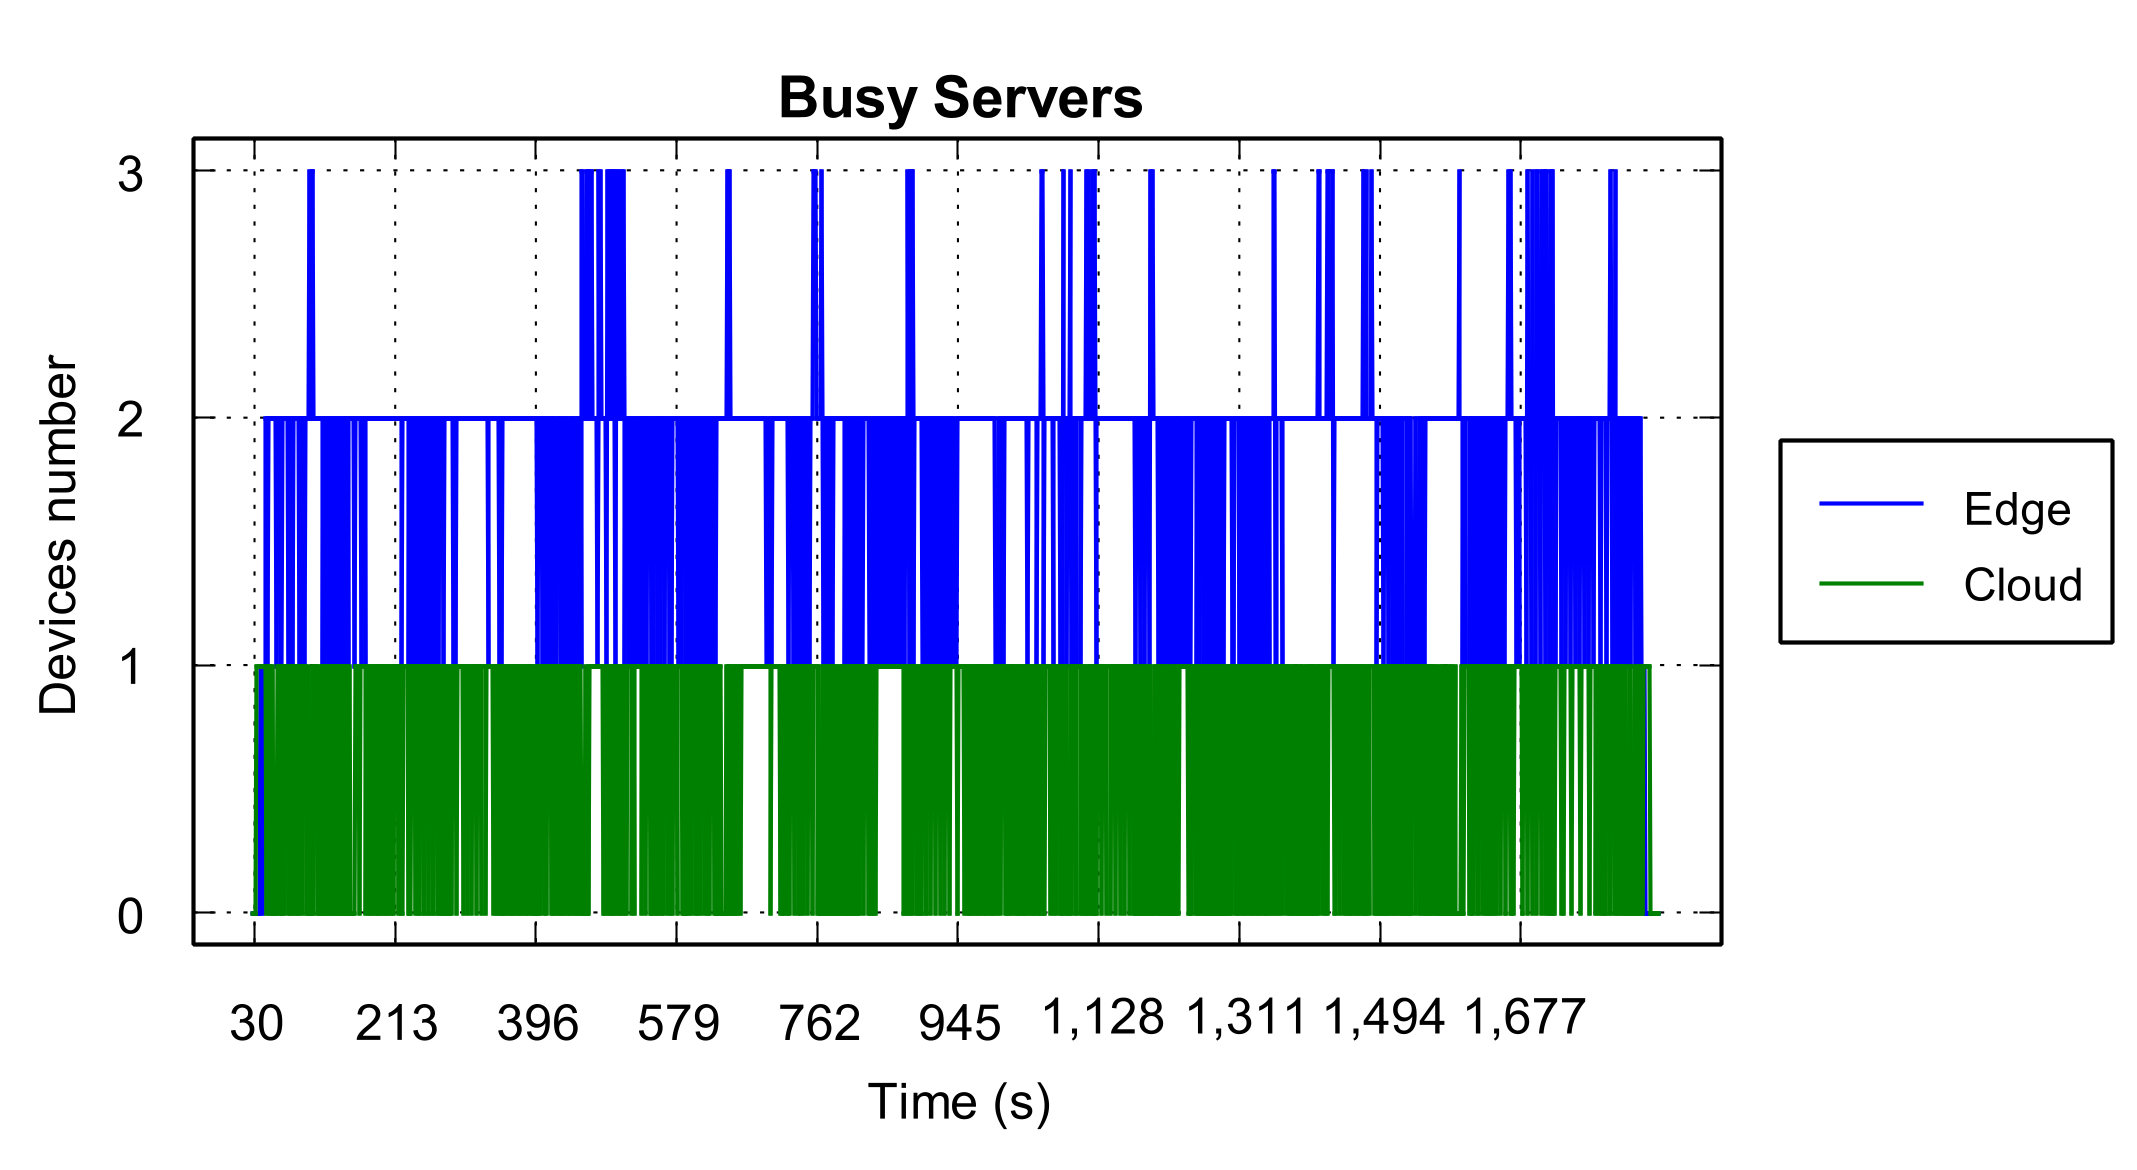 Busy Servers
3
2
1
0
Devices number
30 213 396 579 762 945 1,128 1,311 1,494 1,677
Time (s)
Edge
Cloud